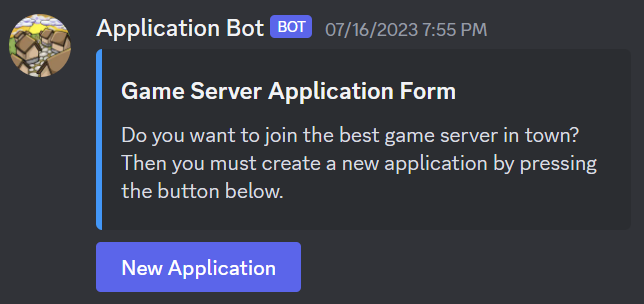 Application Bot BOT 07/16/2023 7:55 PM
Game Server Application Form
Do you want to join the best game server in town?
Then you must create a new application by pressing
the button below.
New Application